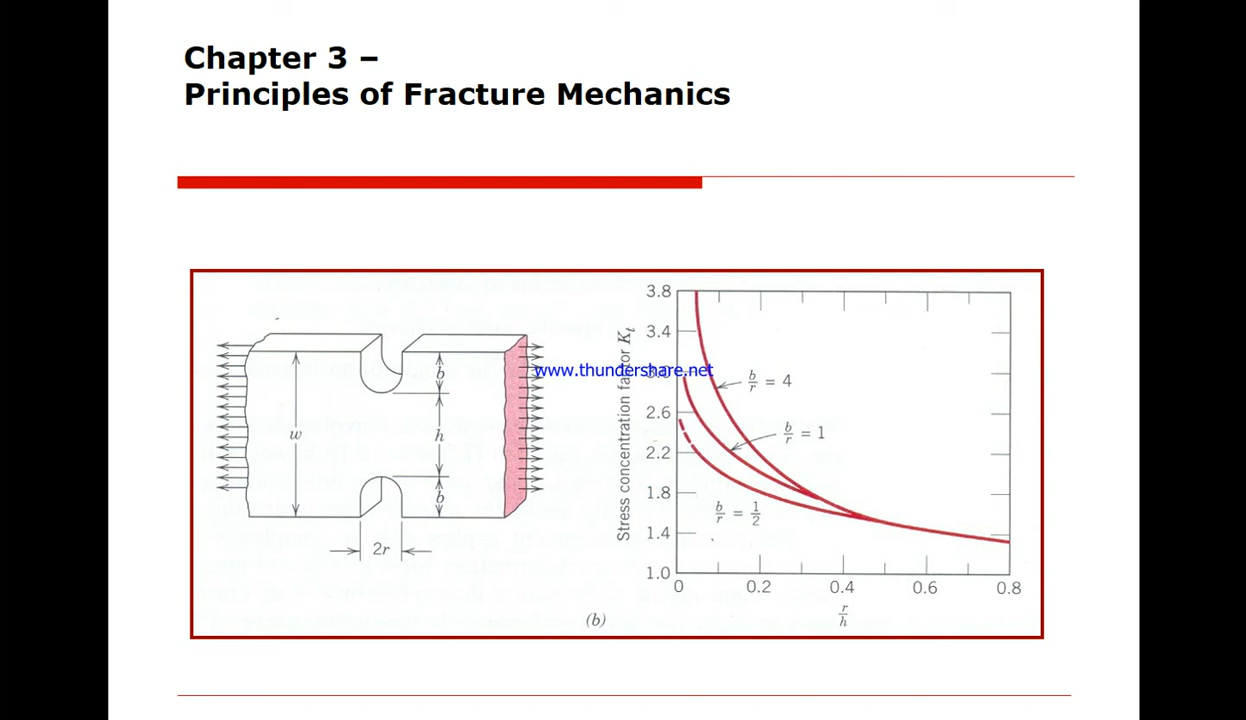 Chapter 3 –
Principles of Fracture Mechanics
www.thundershare.net
b
w
h
b
2r
(b)
Stress concentration factor Kt
3.8
3.4
3.0
2.6
2.2
1.8
1.4
1.0
b/r = 4
b/r = 1
b/r = 1/2
0 0.2 0.4 0.6 0.8
r/h